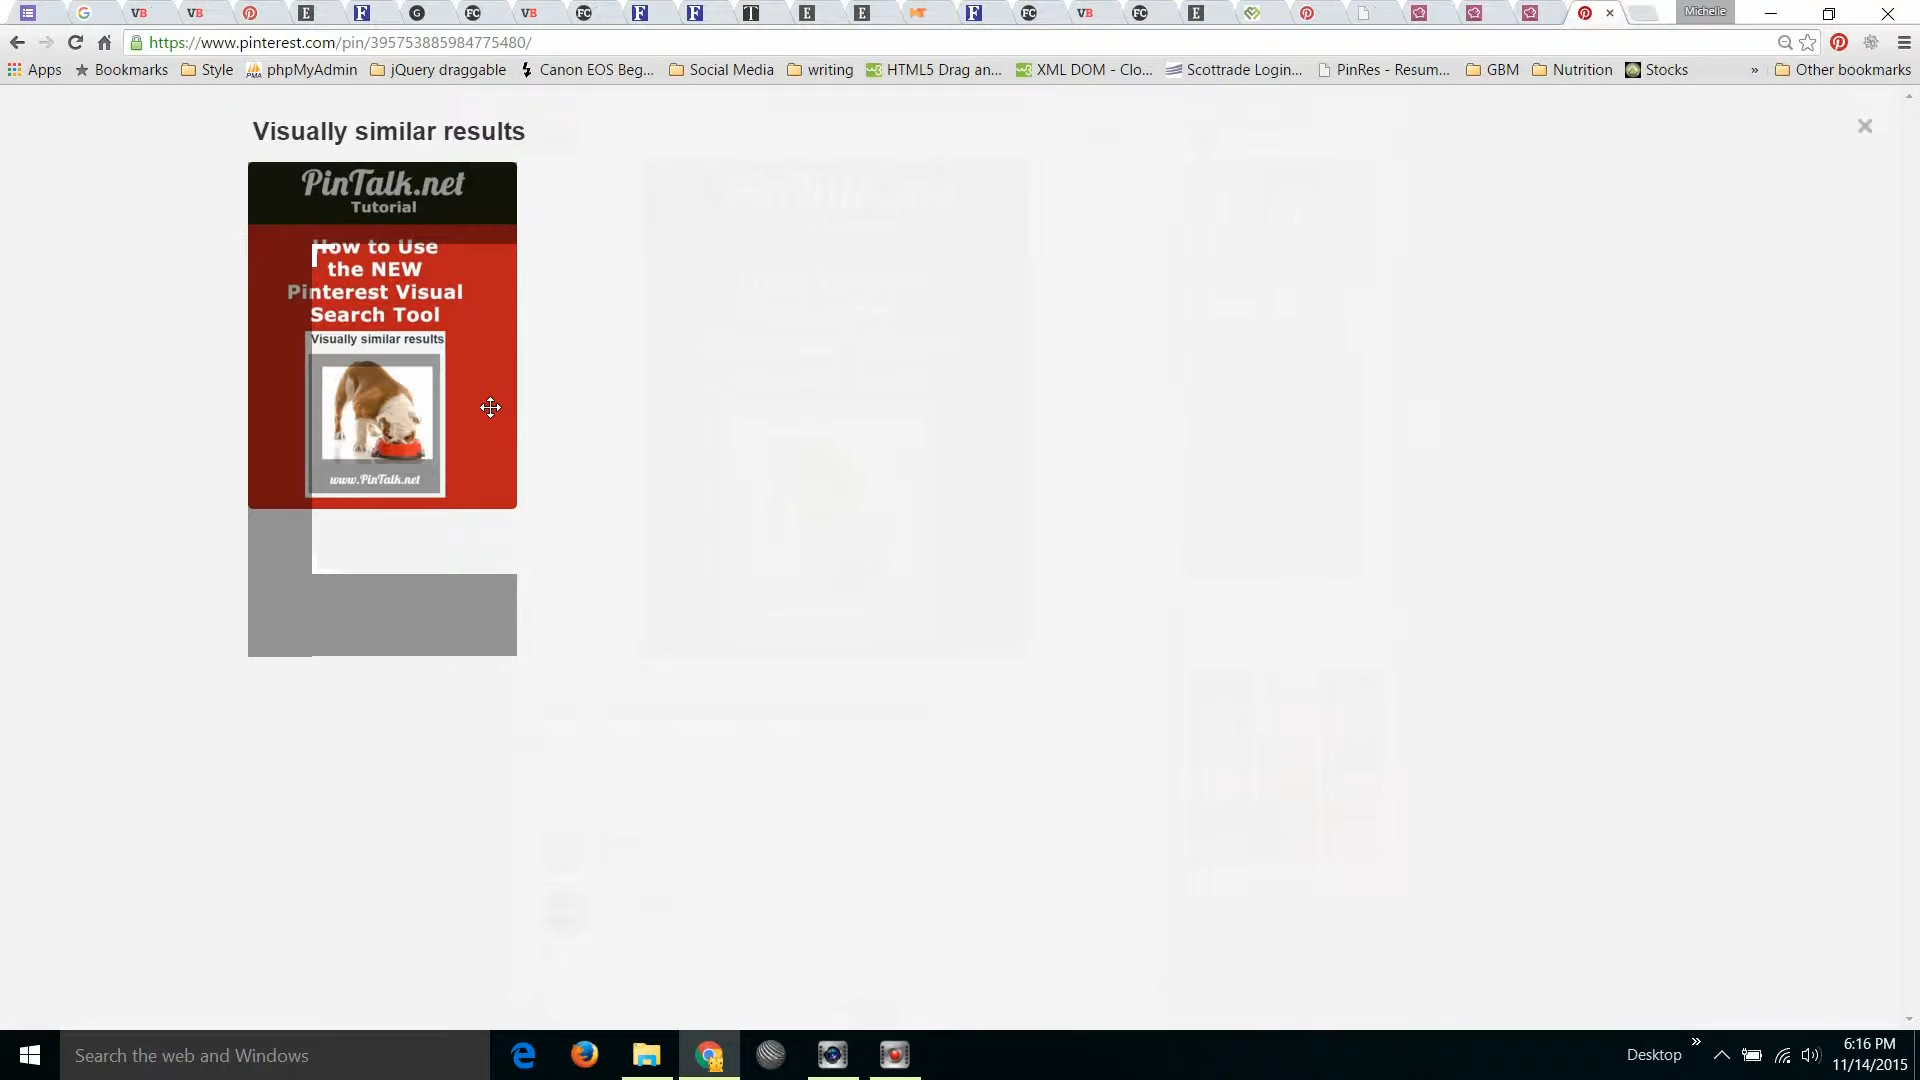 Michelle
https://www.pinterest.com/pin/395753885984775480/
Apps Bookmarks Style phpMyAdmin jQuery draggable Canon EOS Beg... Social Media writing HTML5 Drag an... XML DOM - Clo... Scottrade Login... PinRes - Resum... GBM Nutrition Stocks » Other bookmarks
Visually similar results
PinTalk.net
Tutorial
How to Use
the NEW
Pinterest Visual
Search Tool
Visually similar results
www.PinTalk.net
Search the web and Windows
Desktop
6:16 PM
11/14/2015